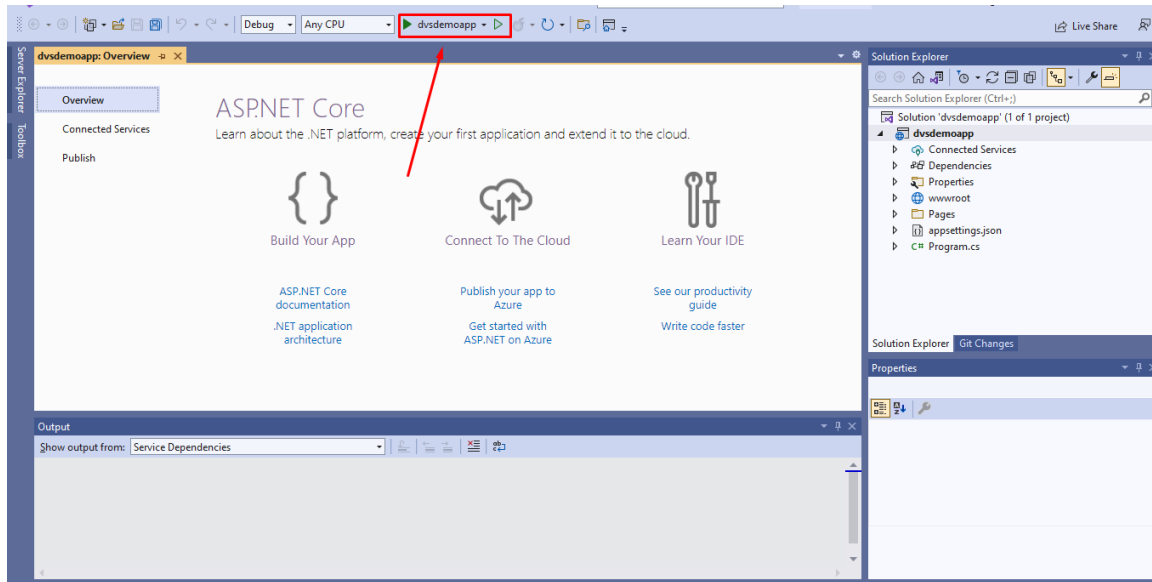 Debug
Any CPU
dvsdemoapp
Live Share
Server Explorer
Toolbox
dvsdemoapp: Overview
Overview
Connected Services
Publish
ASP.NET Core
Learn about the .NET platform, create your first application and extend it to the cloud.
{ }
Build Your App
Connect To The Cloud
Learn Your IDE
ASP.NET Core
documentation
Publish your app to
Azure
See our productivity
guide
.NET application
architecture
Get started with
ASP.NET on Azure
Write code faster
Output
Show output from: Service Dependencies
Solution Explorer
Search Solution Explorer (Ctrl+;)
Solution 'dvsdemoapp' (1 of 1 project)
dvsdemoapp
Connected Services
Dependencies
Properties
wwwroot
Pages
appsettings.json
C# Program.cs
Solution Explorer Git Changes
Properties